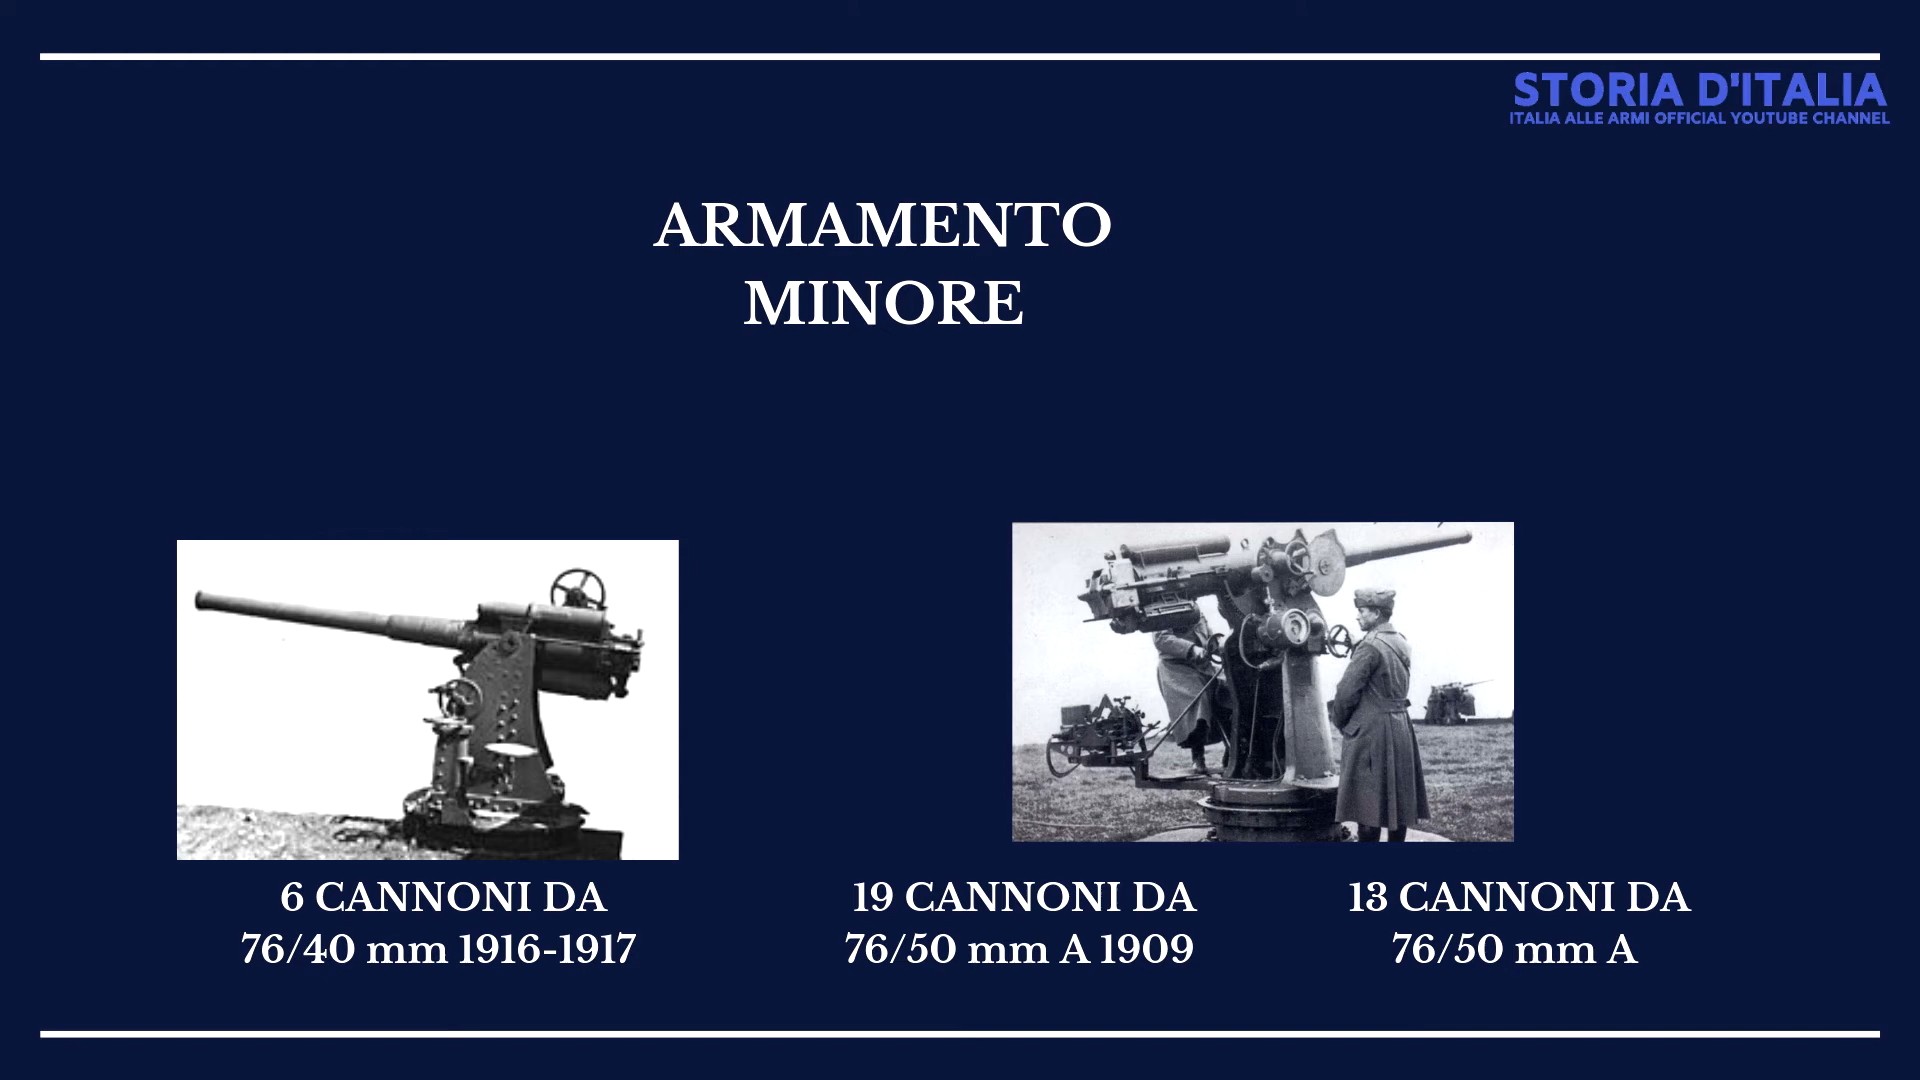 STORIA D'ITALIA
ITALIA ALLE ARMI OFFICIAL YOUTUBE CHANNEL
ARMAMENTO
MINORE
6 CANNONI DA
76/40 mm 1916-1917
19 CANNONI DA
76/50 mm A 1909
13 CANNONI DA
76/50 mm A